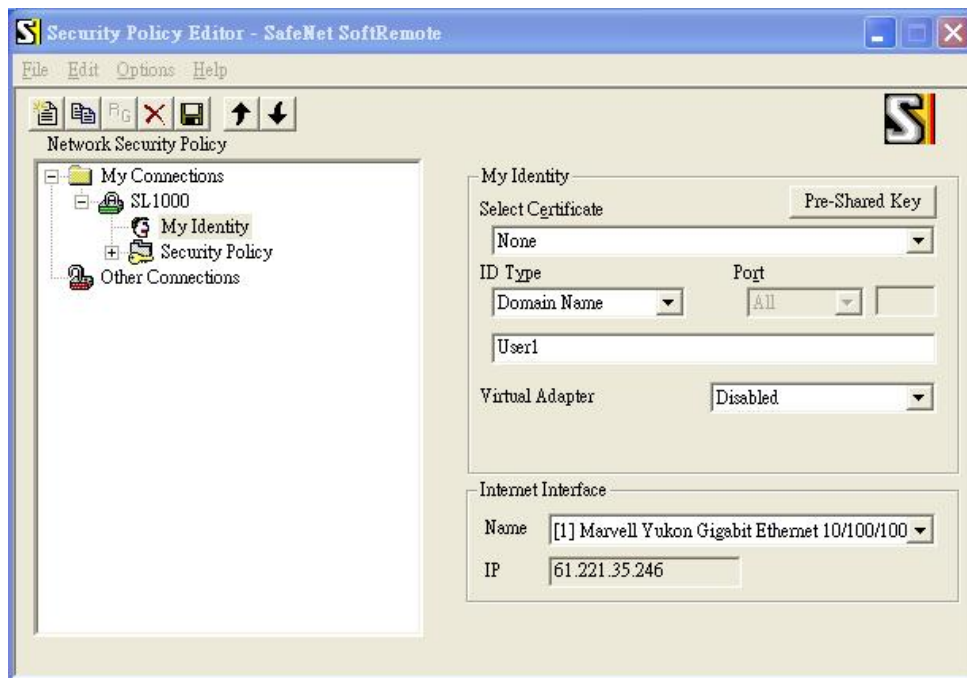 Security Policy Editor - SafeNet SoftRemote
File Edit Options Help
Network Security Policy
My Connections
SL1000
My Identity
Security Policy
Other Connections
My Identity
Select Certificate
Pre-Shared Key
None
ID Type
Port
Domain Name
All
User1
Virtual Adapter
Disabled
Internet Interface
Name
[1] Marvell Yukon Gigabit Ethernet 10/100/100
IP
61.221.35.246